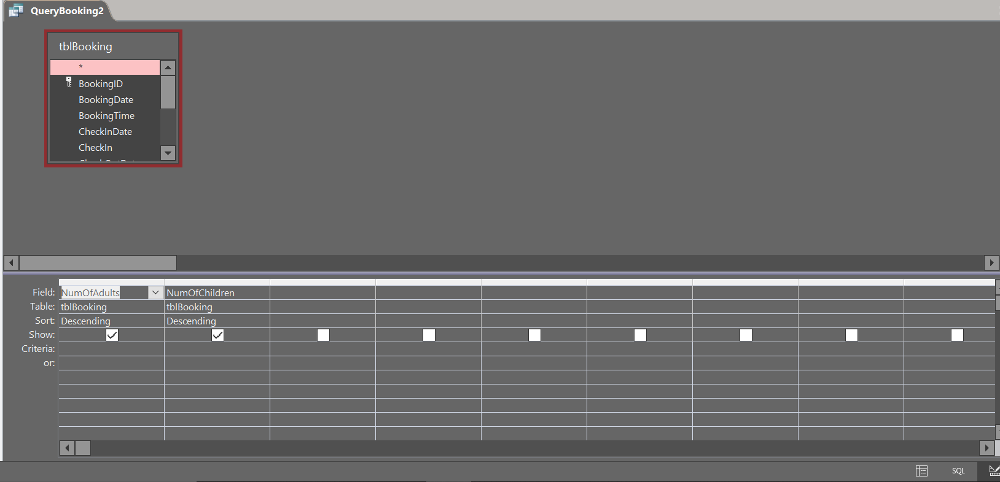 QueryBooking2
tblBooking
*
BookingID
BookingDate
BookingTime
CheckInDate
CheckIn
Field: NumOfAdults NumOfChildren
Table: tblBooking tblBooking
Sort: Descending Descending
Show:
Criteria:
or:
SQL